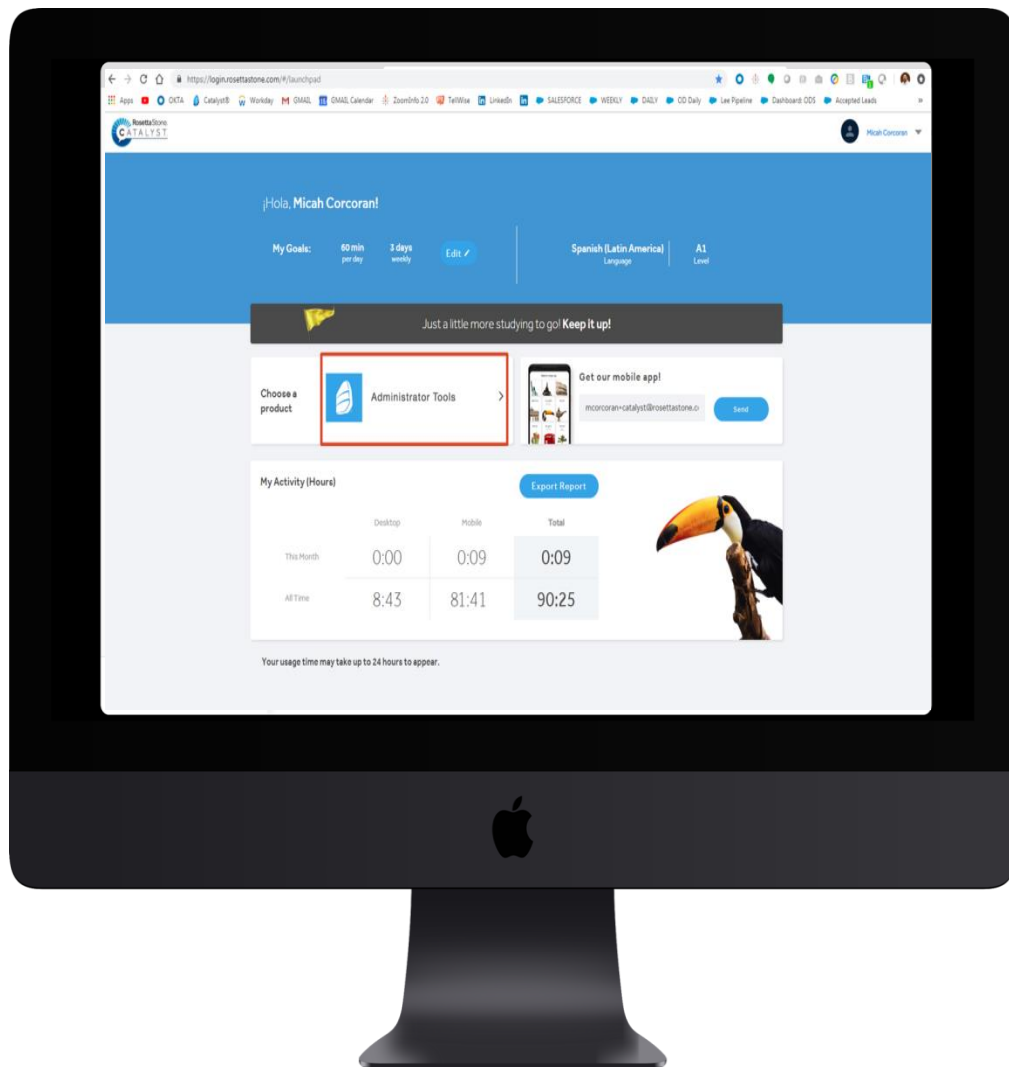 https://login.rosettastone.com/#/launchpad
Apps OKTA Catalyst® Workday GMAIL GMAIL Calendar ZoomInfo 2.0 TellWise LinkedIn SALESFORCE WEEKLY DAILY OD Daily Lee Pipeline Dashboard: ODS Accepted Leads »
RosettaStone.
CATALYST
Micah Corcoran
¡Hola, Micah Corcoran!
My Goals: 60 min 3 days Edit Spanish (Latin America) A1
per day weekly Language Level
Just a little more studying to go! Keep it up!
Choose a product
Administrator Tools
Get our mobile app!
mcorcoran+catalyst@rosettastone.o Send
My Activity (Hours) Export Report
Desktop Mobile Total
This Month 0:00 0:09 0:09
All Time 8:43 81:41 90:25
Your usage time may take up to 24 hours to appear.